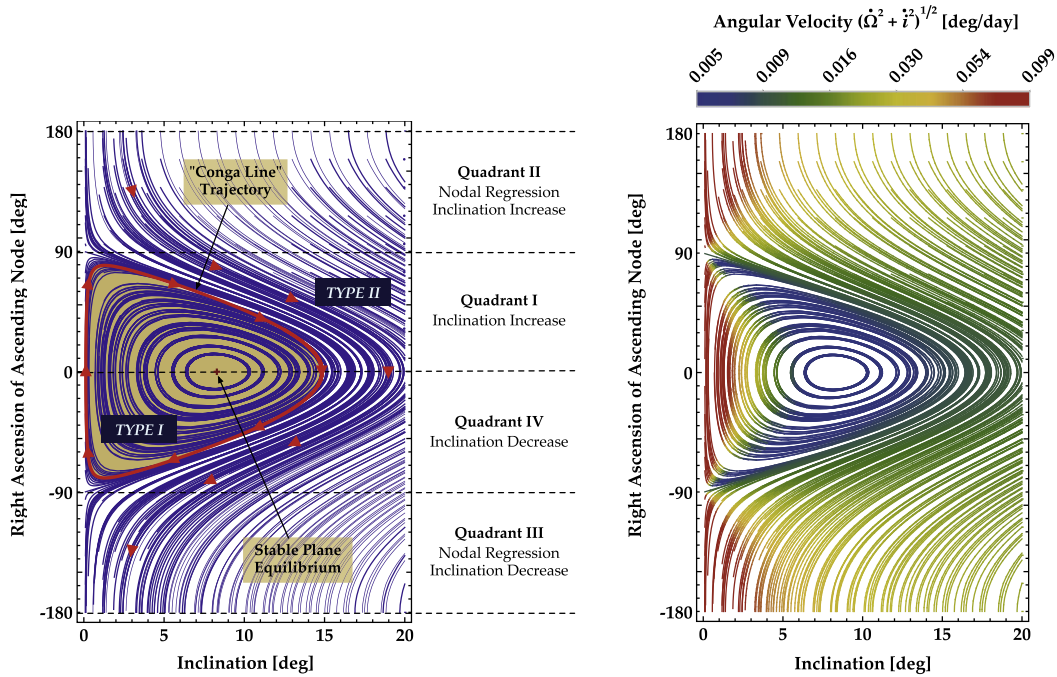 Angular Velocity (Ω̇² + i̇²)^1/2 [deg/day]
0.005
0.009
0.016
0.030
0.054
0.099
Right Ascension of Ascending Node [deg]
180
90
0
-90
-180
"Conga Line"
Trajectory
TYPE II
TYPE I
Stable Plane
Equilibrium
0
5
10
15
20
Inclination [deg]
Quadrant II
Nodal Regression
Inclination Increase
Quadrant I
Inclination Increase
Quadrant IV
Inclination Decrease
Quadrant III
Nodal Regression
Inclination Decrease
Right Ascension of Ascending Node [deg]
180
90
0
-90
-180
0
5
10
15
20
Inclination [deg]